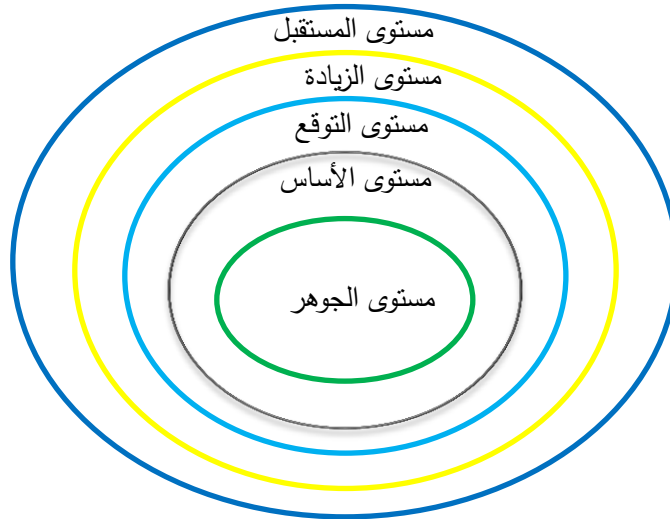 مستوى المستقبل
مستوى الزيادة
مستوى التوقع
مستوى الأساس
مستوى الجوهر